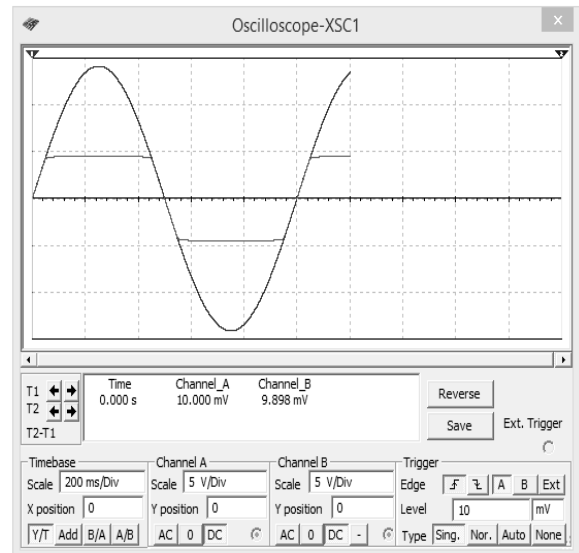 Oscilloscope-XSC1
x
1
2
T1
T2
T2-T1
Time Channel_A Channel_B
0.000 s 10.000 mV 9.898 mV
Reverse
Save
Ext. Trigger
Timebase
Scale 200 ms/Div
X position 0
Y/T Add B/A A/B
Channel A
Scale 5 V/Div
Y position 0
AC 0 DC
Channel B
Scale 5 V/Div
Y position 0
AC 0 DC -
Trigger
Edge A B Ext
Level 10 mV
Type Sing. Nor. Auto None